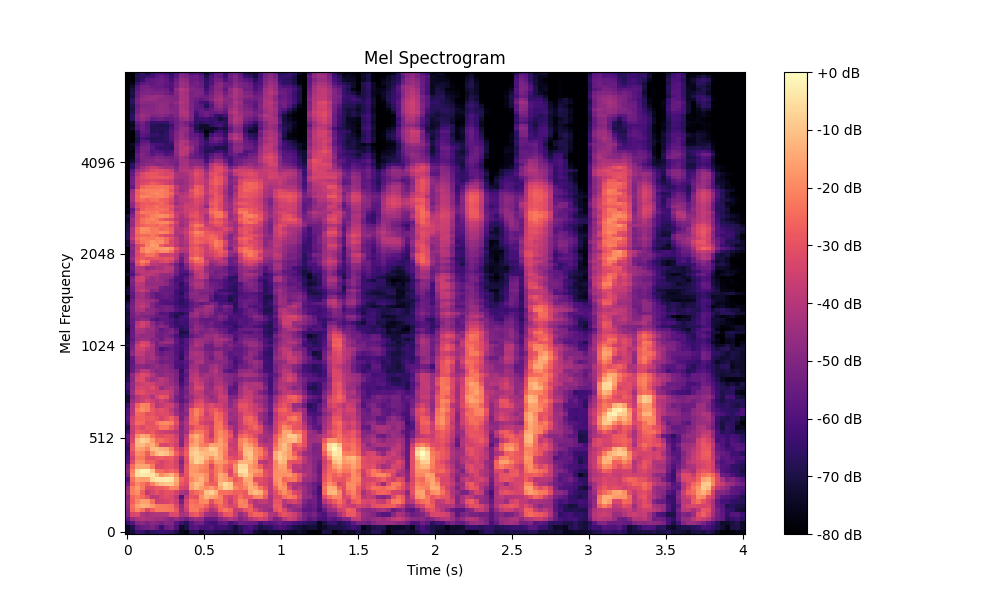 Mel Spectrogram
Mel Frequency
4096
2048
1024
512
0
0 0.5 1 1.5 2 2.5 3 3.5 4
Time (s)
+0 dB
-10 dB
-20 dB
-30 dB
-40 dB
-50 dB
-60 dB
-70 dB
-80 dB